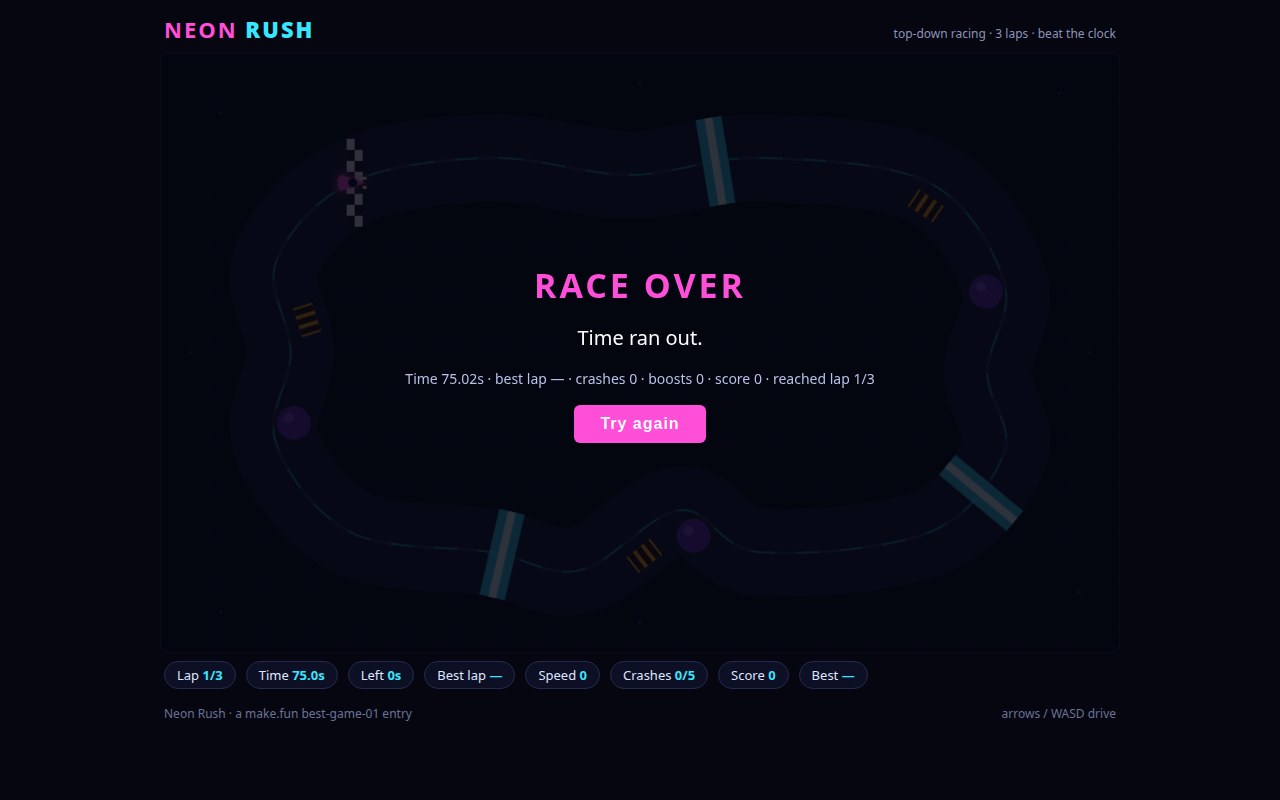 NEON RUSH
top-down racing · 3 laps · beat the clock
RACE OVER
Time ran out.
Time 75.02s · best lap — · crashes 0 · boosts 0 · score 0 · reached lap 1/3
Try again
Lap 1/3 Time 75.0s Left 0s Best lap — Speed 0 Crashes 0/5 Score 0 Best —
Neon Rush · a make.fun best-game-01 entry
arrows / WASD drive